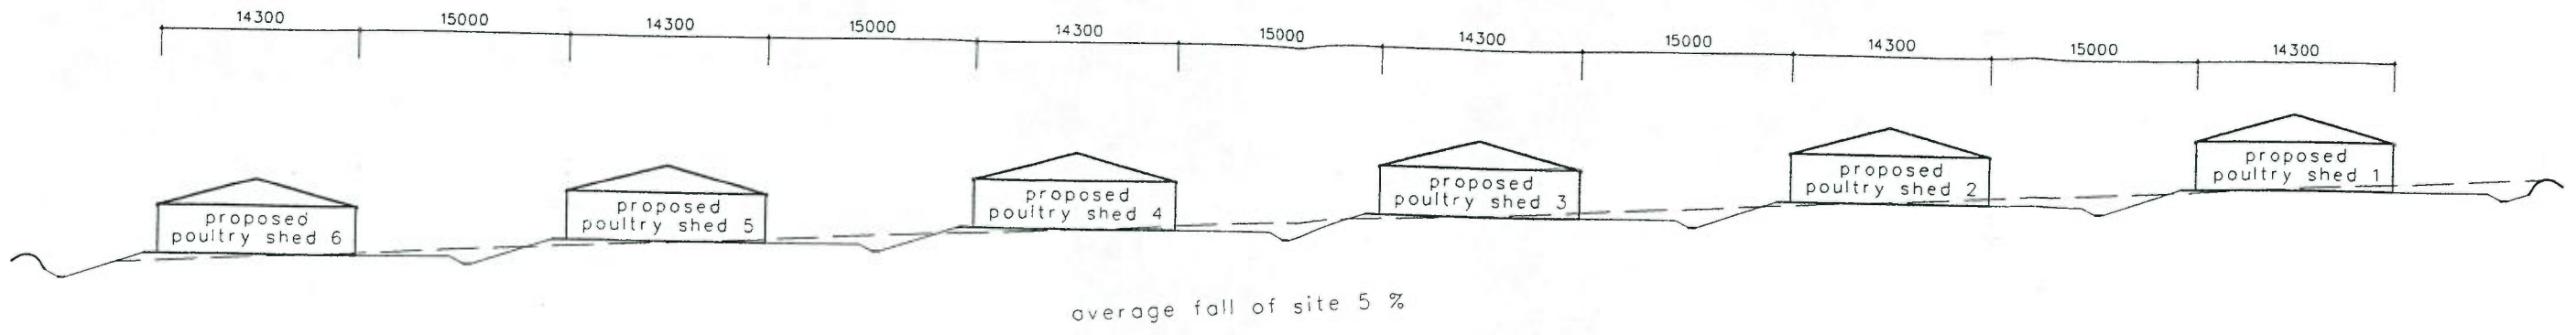 14300 15000 14300 15000 14300 15000 14300 15000 14300 15000 14300
proposed
poultry shed 6
proposed
poultry shed 5
proposed
poultry shed 4
proposed
poultry shed 3
proposed
poultry shed 2
proposed
poultry shed 1
average fall of site 5 %